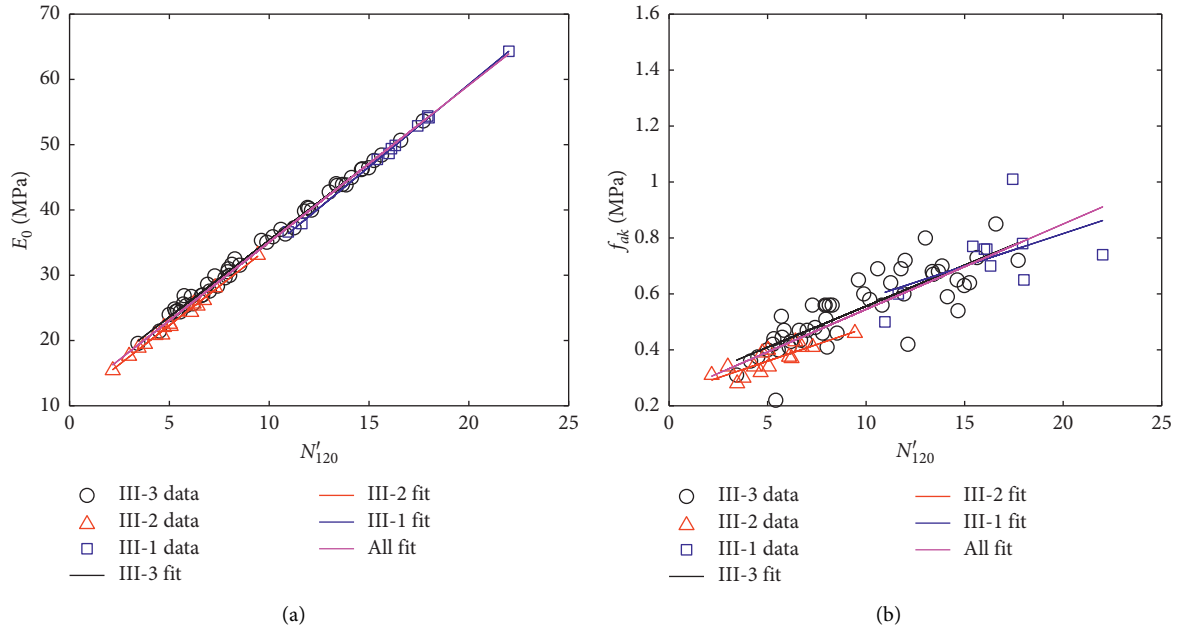 70
60
50
40
30
20
10
E0 (MPa)
0 5 10 15 20 25
N′120
III-3 data
III-2 data
III-1 data
III-3 fit
III-2 fit
III-1 fit
All fit
(a)
1.6
1.4
1.2
1
0.8
0.6
0.4
0.2
fak (MPa)
0 5 10 15 20 25
N′120
III-3 data
III-2 data
III-1 data
III-3 fit
III-2 fit
III-1 fit
All fit
(b)